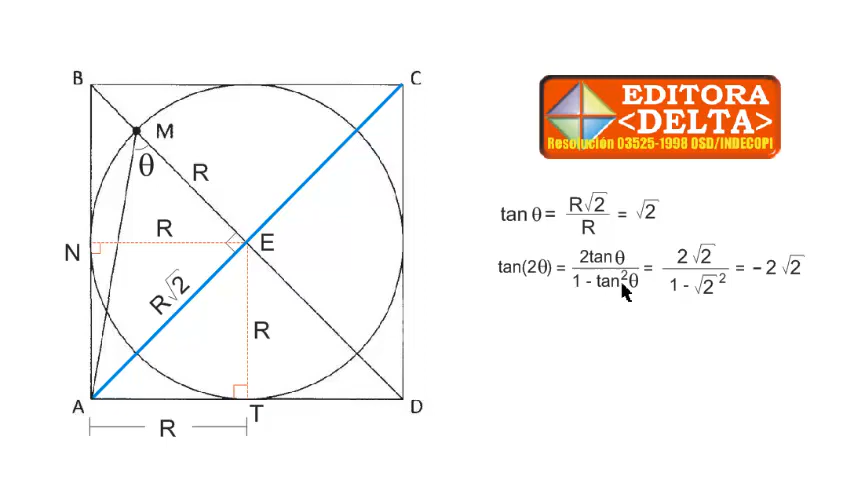 B
C
M
θ
R
R
E
N
R√2
R
A
T
D
R
EDITORA
<DELTA>
Resolución 03525-1998 OSD/INDECOPI
tan θ = R√2 / R = √2
tan(2θ) = 2tan θ / 1 - tan²θ = 2√2 / 1 - √2² = -2√2